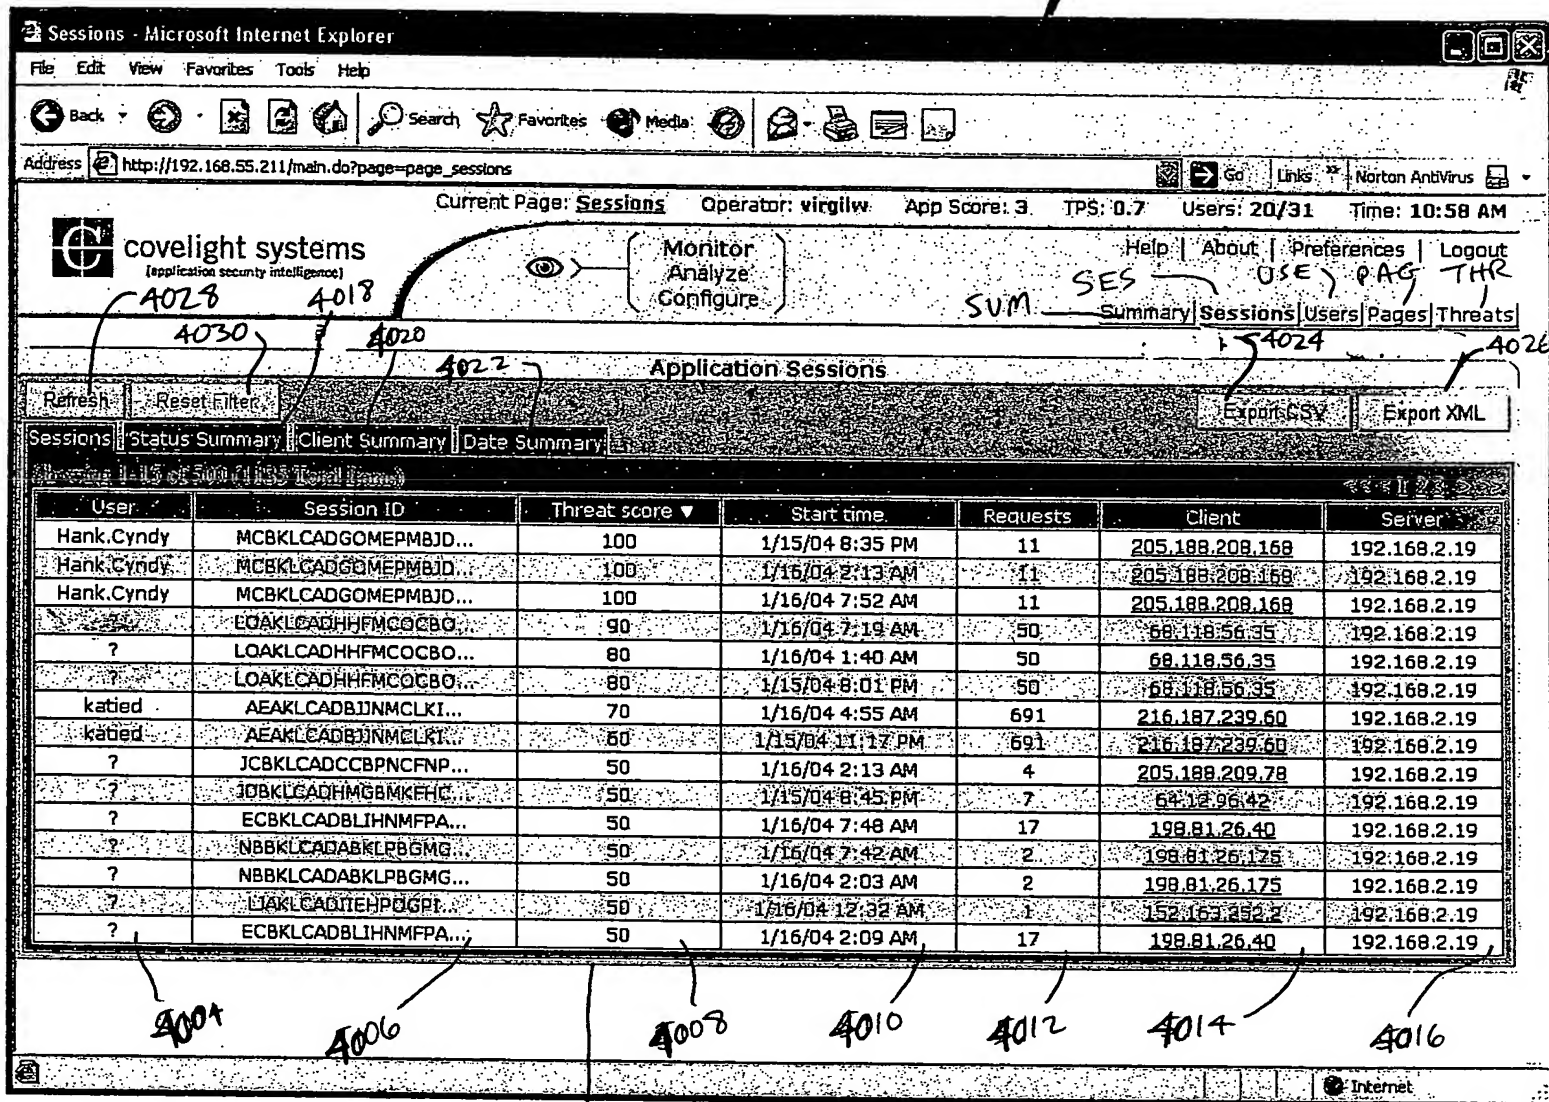 Sessions - Microsoft Internet Explorer
File Edit View Favorites Tools Help
Back Search Favorites Media
Address http://192.168.55.211/main.do?page=page_sessions Go Links » Norton AntiVirus
Current Page: Sessions Operator: virgilw App Score: 3 TPS: 0.7 Users: 20/31 Time: 10:58 AM
covelight systems
[application security intelligence]
Monitor
Analyze
Configure
Help | About | Preferences | Logout
SUM SES USE PAG THR
Summary Sessions Users Pages Threats
4028 4018
4030 4020 4024 4026
4022
Application Sessions
Refresh Reset Filter Export CSV Export XML
Sessions Status Summary Client Summary Date Summary
Showing 1-15 of 500 (1135 Total Items)
User Session ID Threat score ▼ Start time Requests Client Server
Hank.Cyndy MCBKLCADGOMEPMBJD... 100 1/15/04 8:35 PM 11 205.188.208.168 192.168.2.19
Hank.Cyndy MCBKLCADGOMEPMBJD... 100 1/16/04 2:13 AM 11 205.188.208.168 192.168.2.19
Hank.Cyndy MCBKLCADGOMEPMBJD... 100 1/16/04 7:52 AM 11 205.188.208.168 192.168.2.19
LOAKLCADHHFMCOCBO... 90 1/16/04 7:19 AM 50 68.118.56.35 192.168.2.19
? LOAKLCADHHFMCOCBO... 80 1/16/04 1:40 AM 50 68.118.56.35 192.168.2.19
? LOAKLCADHHFMCOCBO... 80 1/15/04 8:01 PM 50 68.118.56.35 192.168.2.19
katied AEAKLCADBJJNMCLKI... 70 1/16/04 4:55 AM 691 216.187.239.60 192.168.2.19
katied AEAKLCADBJJNMCLKI... 60 1/15/04 11:17 PM 691 216.187.239.60 192.168.2.19
? JCBKLCADCCBPNCFNP... 50 1/16/04 2:13 AM 4 205.188.209.78 192.168.2.19
? JDBKLCADHMGBMKFHC... 50 1/15/04 8:45 PM 7 64.12.96.42 192.168.2.19
? ECBKLCADBLIHNMFPA... 50 1/16/04 7:48 AM 17 198.81.26.40 192.168.2.19
? NBBKLCADABKLPBGMG... 50 1/16/04 7:42 AM 2 198.81.26.175 192.168.2.19
? NBBKLCADABKLPBGMG... 50 1/16/04 2:03 AM 2 198.81.26.175 192.168.2.19
? 50 1/16/04 12:32 AM 1 152.163.252.2 192.168.2.19
? ECBKLCADBLIHNMFPA... 50 1/16/04 2:09 AM 17 198.81.26.40 192.168.2.19
4004 4006 4008 4010 4012 4014 4016
Internet